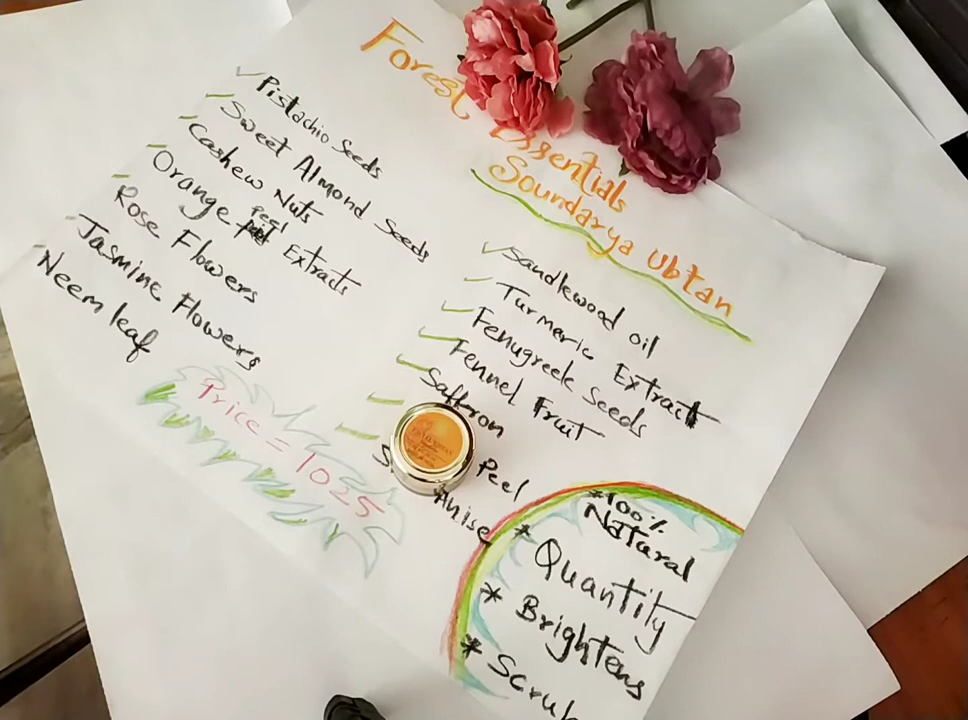 Forest Essentials
Soundarya Ubtan
Pistachio Seeds
Sweet Almond Seeds
Cashew Nuts
Orange peel Extracts
Rose Flowers
Jasmine Flowers
Neem leaf
Price = 1025
Sandlewood oil
Turmeric Extract
Fenugreek Seeds
Fennel Fruit
Saffron
Peel
Anise
*100%
Natural
* Quantity
* Brightens
* Scrub